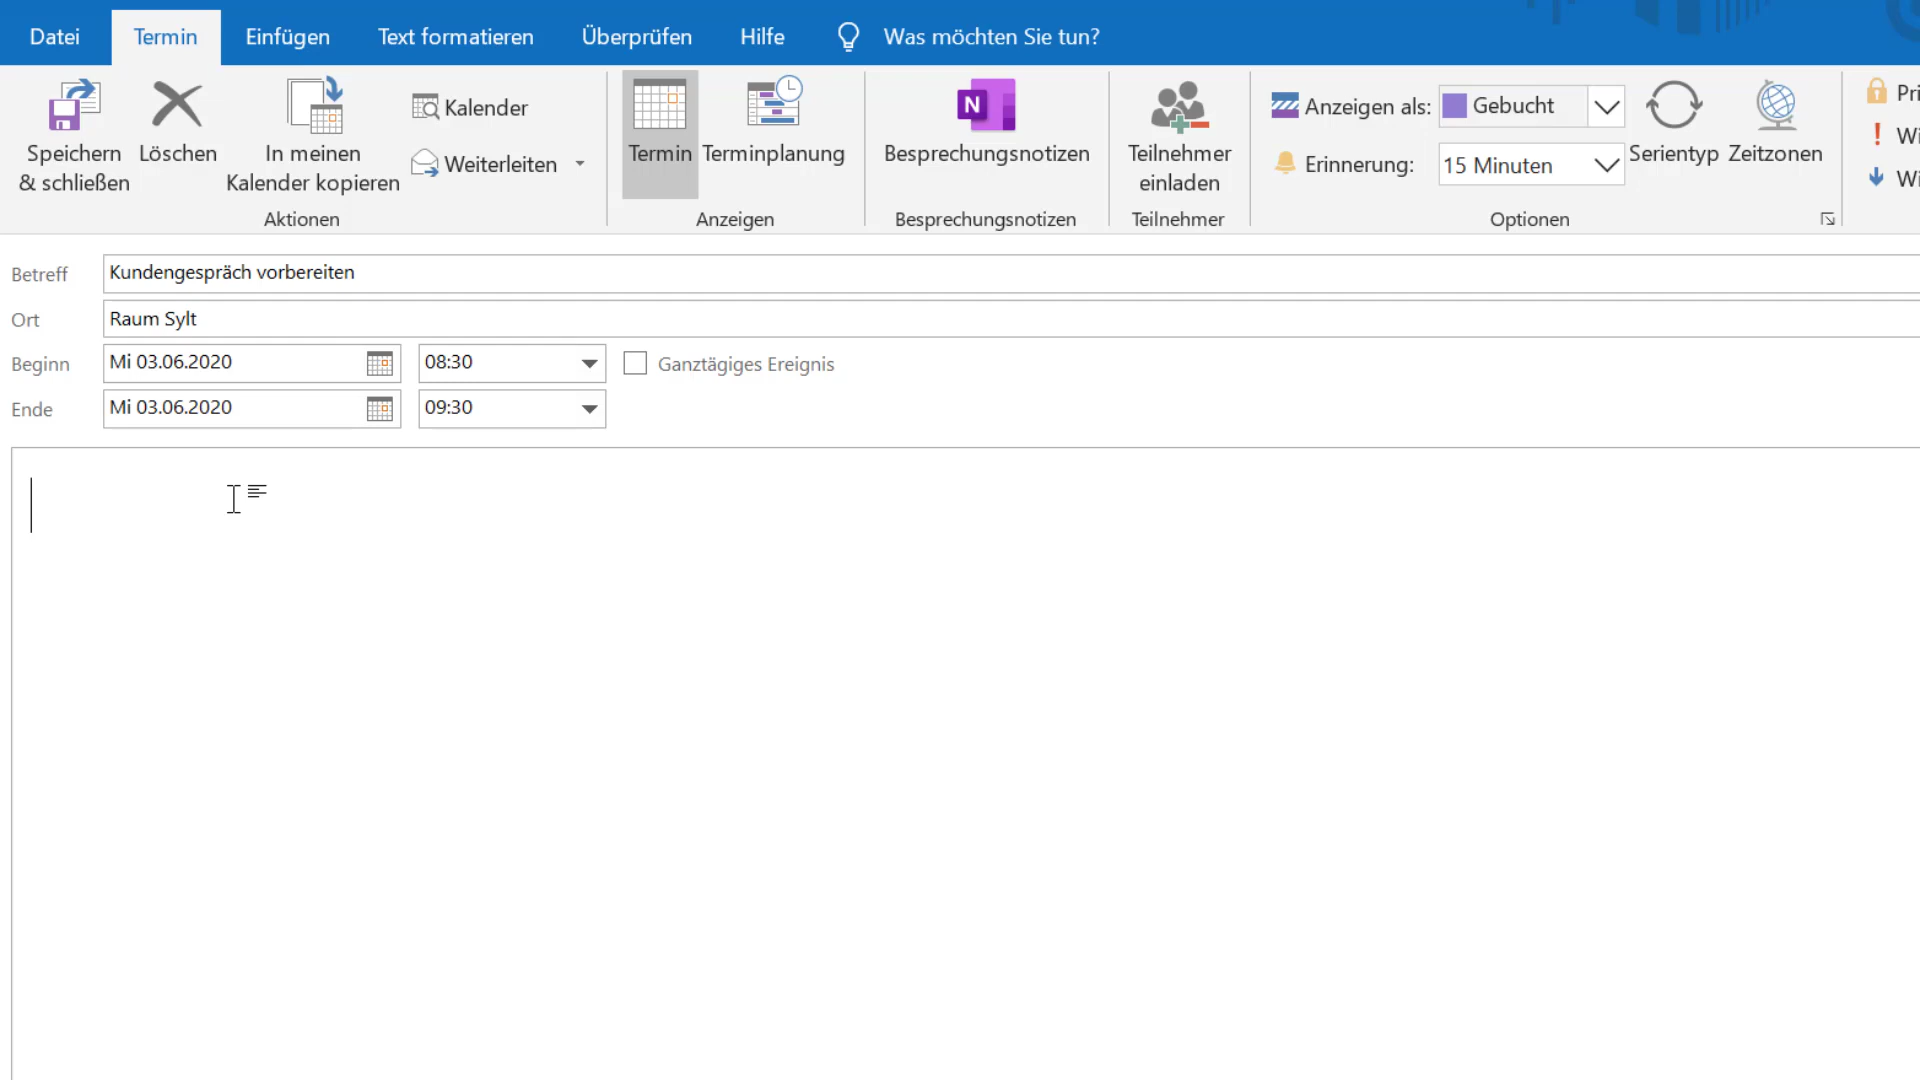 Datei Termin Einfügen Text formatieren Überprüfen Hilfe Was möchten Sie tun?
Speichern & schließen
Löschen
In meinen Kalender kopieren
Kalender
Weiterleiten
Aktionen
Termin
Terminplanung
Anzeigen
N
Besprechungsnotizen
Besprechungsnotizen
Teilnehmer einladen
Teilnehmer
Anzeigen als: Gebucht
Erinnerung: 15 Minuten
Serientyp
Zeitzonen
Optionen
Pri
! Wi
Wi
Betreff Kundengespräch vorbereiten
Ort Raum Sylt
Beginn Mi 03.06.2020 08:30 Ganztägiges Ereignis
Ende Mi 03.06.2020 09:30